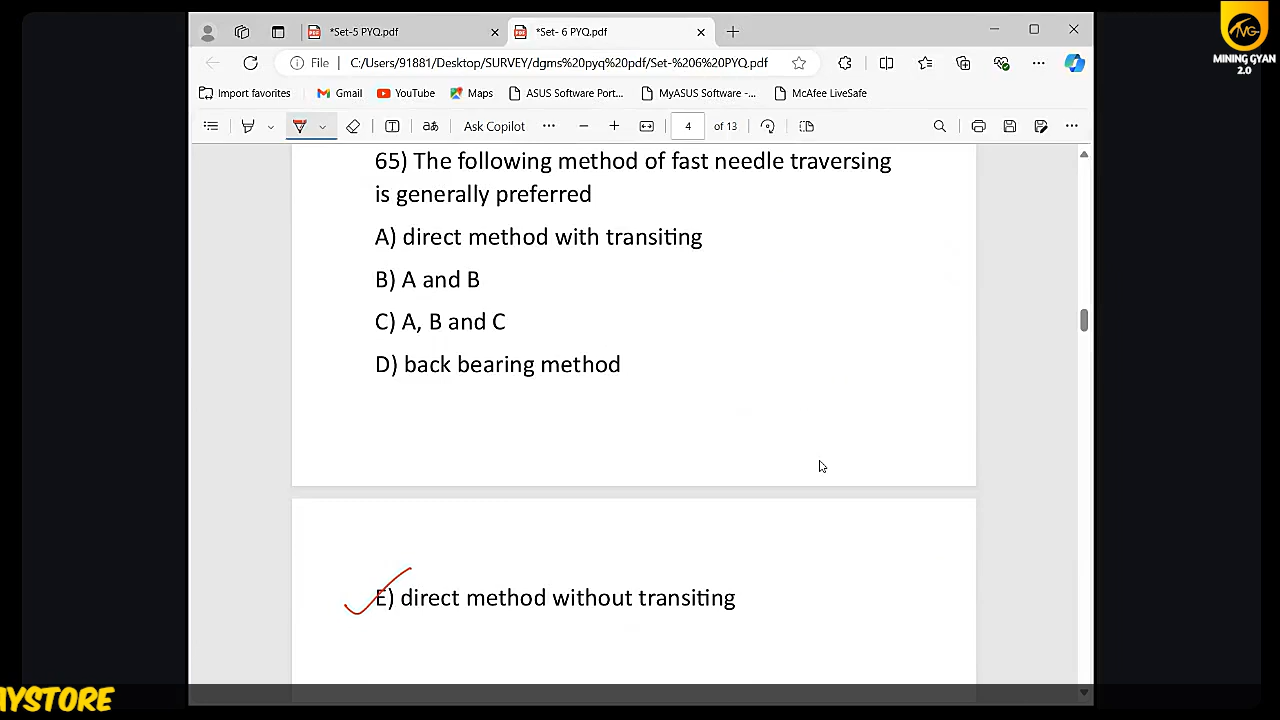 *Set-5 PYQ.pdf
*Set- 6 PYQ.pdf
File
C:/Users/91881/Desktop/SURVEY/dgms%20pyq%20pdf/Set-%206%20PYQ.pdf
Import favorites
Gmail
YouTube
Maps
ASUS Software Port...
MyASUS Software -...
McAfee LiveSafe
Ask Copilot
4 of 13
MINING GYAN
2.0
65) The following method of fast needle traversing
is generally preferred
A) direct method with transiting
B) A and B
C) A, B and C
D) back bearing method
E) direct method without transiting
AYSTORE